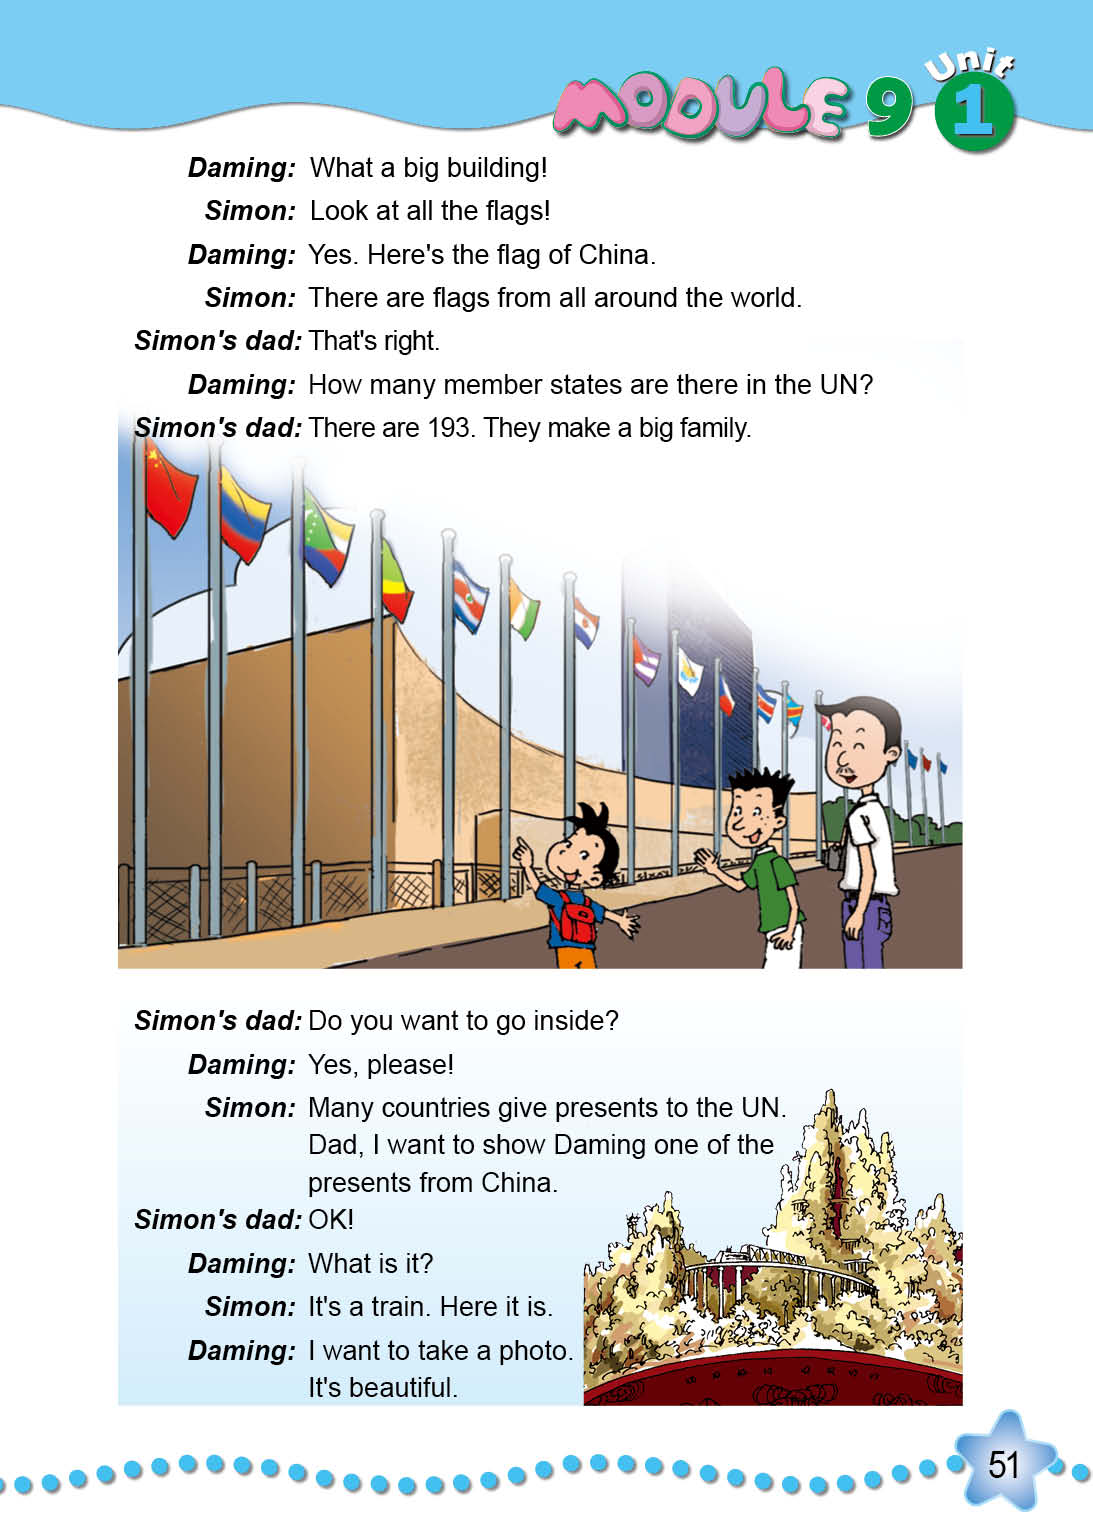 MODULE 9 Unit 1
Daming: What a big building!
Simon: Look at all the flags!
Daming: Yes. Here's the flag of China.
Simon: There are flags from all around the world.
Simon's dad: That's right.
Daming: How many member states are there in the UN?
Simon's dad: There are 193. They make a big family.
Simon's dad: Do you want to go inside?
Daming: Yes, please!
Simon: Many countries give presents to the UN.
Dad, I want to show Daming one of the
presents from China.
Simon's dad: OK!
Daming: What is it?
Simon: It's a train. Here it is.
Daming: I want to take a photo.
It's beautiful.
51